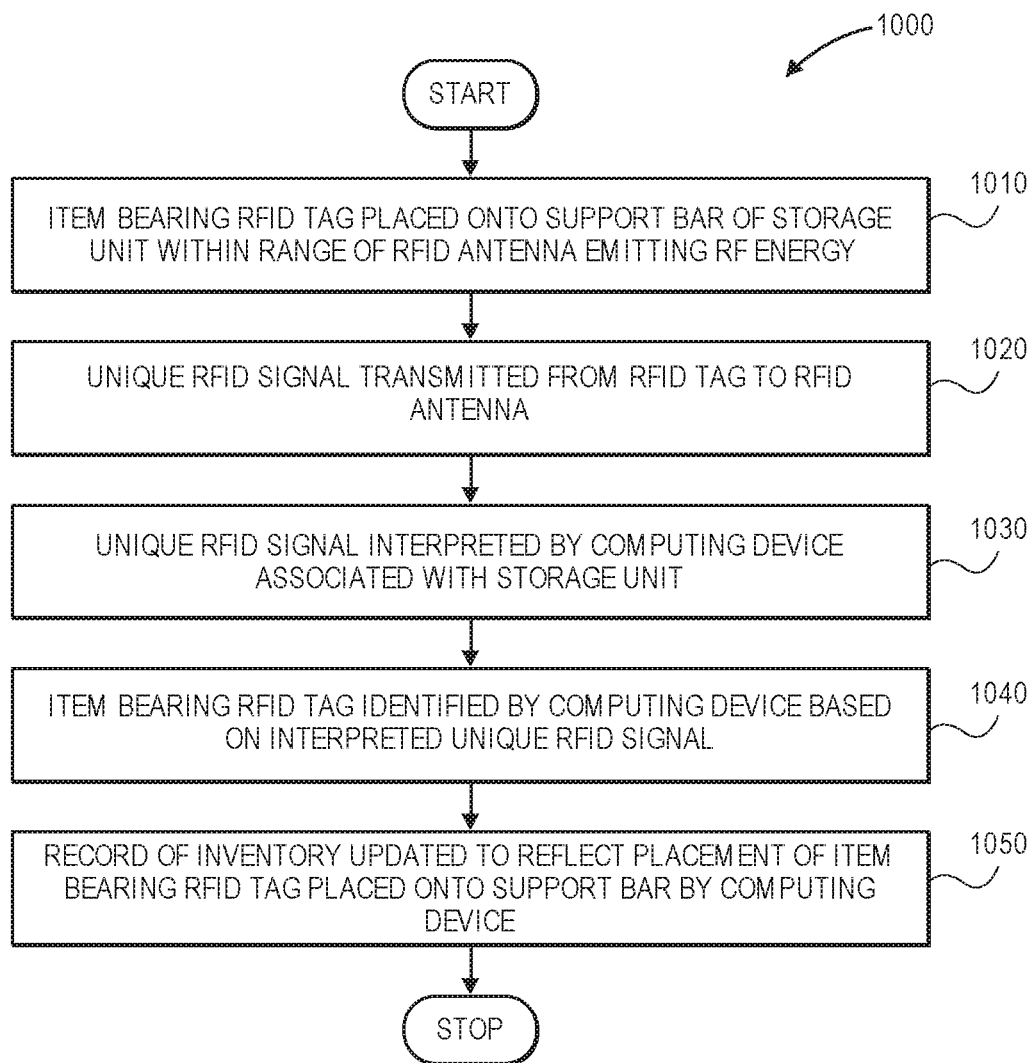 1000
START
1010
ITEM BEARING RFID TAG PLACED ONTO SUPPORT BAR OF STORAGE
UNIT WITHIN RANGE OF RFID ANTENNA EMITTING RF ENERGY
1020
UNIQUE RFID SIGNAL TRANSMITTED FROM RFID TAG TO RFID
ANTENNA
1030
UNIQUE RFID SIGNAL INTERPRETED BY COMPUTING DEVICE
ASSOCIATED WITH STORAGE UNIT
1040
ITEM BEARING RFID TAG IDENTIFIED BY COMPUTING DEVICE BASED
ON INTERPRETED UNIQUE RFID SIGNAL
1050
RECORD OF INVENTORY UPDATED TO REFLECT PLACEMENT OF ITEM
BEARING RFID TAG PLACED ONTO SUPPORT BAR BY COMPUTING
DEVICE
STOP